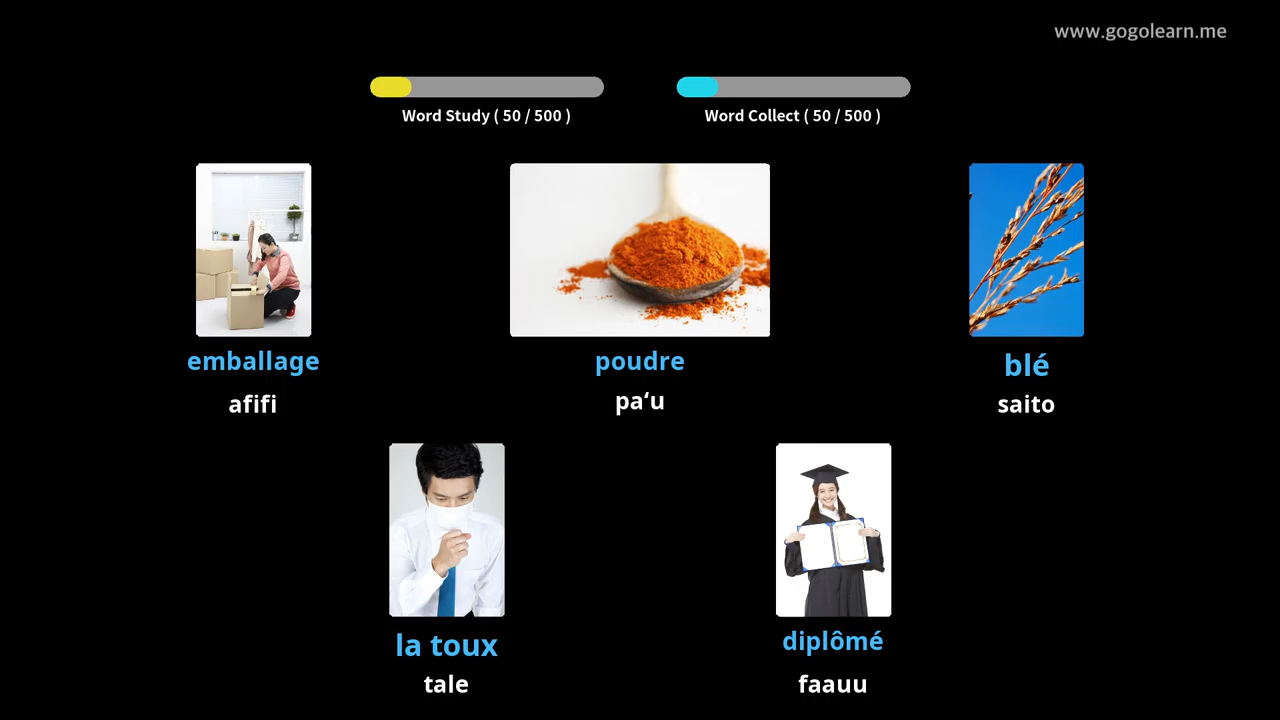 www.gogolearn.me
Word Study ( 50 / 500 )
Word Collect ( 50 / 500 )
emballage
afifi
poudre
paʻu
blé
saito
la toux
tale
diplômé
faauu